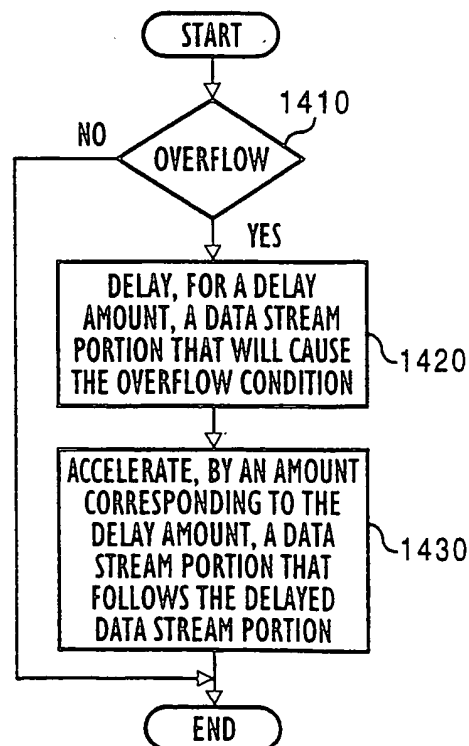 START
1410
NO
OVERFLOW
YES
DELAY, FOR A DELAY
AMOUNT, A DATA STREAM
PORTION THAT WILL CAUSE
THE OVERFLOW CONDITION
1420
ACCELERATE, BY AN AMOUNT
CORRESPONDING TO THE
DELAY AMOUNT, A DATA
STREAM PORTION THAT
FOLLOWS THE DELAYED
DATA STREAM PORTION
1430
END